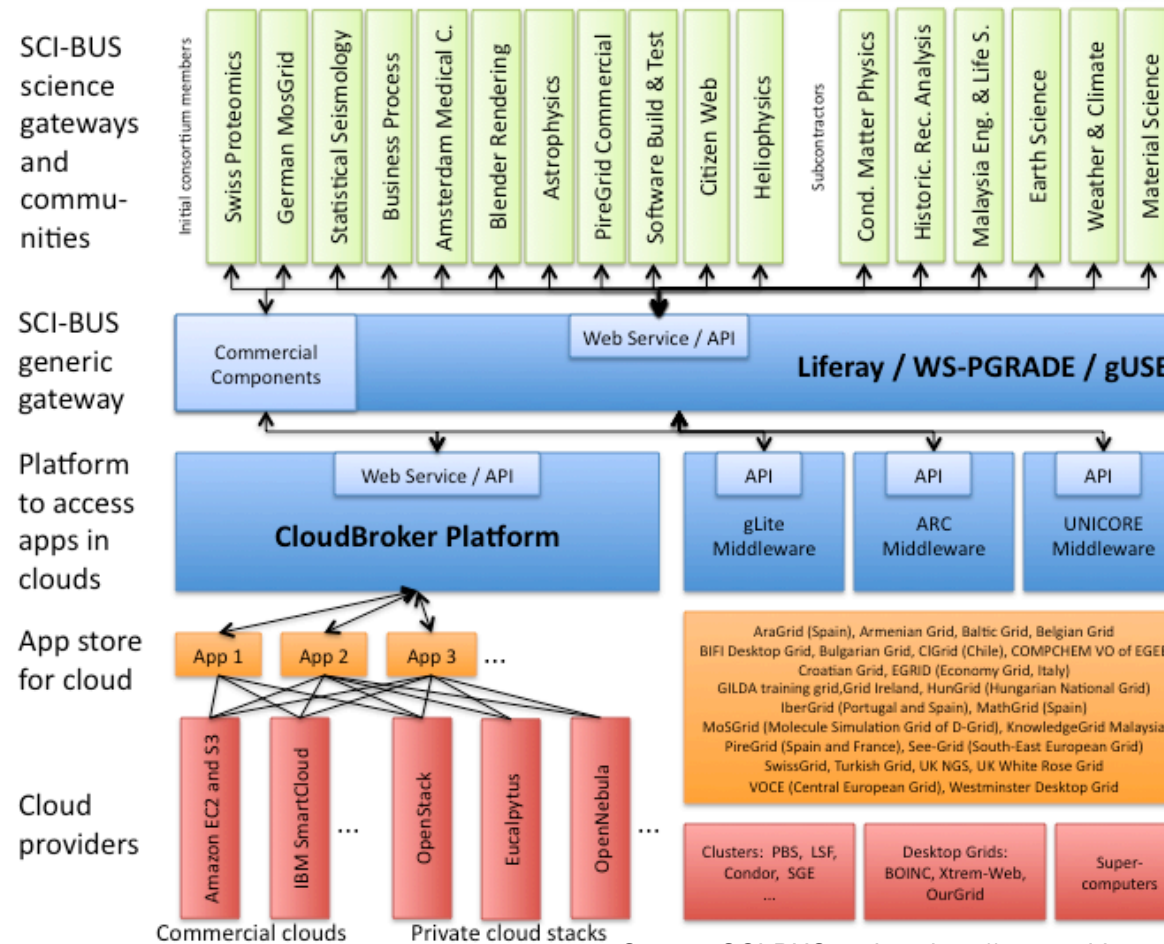 SCI-BUS
science
gateways
and
commu-
nities
Initial consortium members
Swiss Proteomics
German MosGrid
Statistical Seismology
Business Process
Amsterdam Medical C.
Blender Rendering
Astrophysics
PireGrid Commercial
Software Build & Test
Citizen Web
Heliophysics
Subcontractors
Cond. Matter Physics
Historic. Rec. Analysis
Malaysia Eng. & Life S.
Earth Science
Weather & Climate
Material Science
SCI-BUS
generic
gateway
Commercial
Components
Web Service / API
Liferay / WS-PGRADE / gUSE
Platform
to access
apps in
clouds
Web Service / API
CloudBroker Platform
API
gLite
Middleware
API
ARC
Middleware
API
UNICORE
Middleware
App store
for cloud
App 1
App 2
App 3
...
AraGrid (Spain), Armenian Grid, Baltic Grid, Belgian Grid
BIFI Desktop Grid, Bulgarian Grid, ClGrid (Chile), COMPCHEM VO of EGEE
Croatian Grid, EGRID (Economy Grid, Italy)
GILDA training grid,Grid Ireland, HunGrid (Hungarian National Grid)
IberGrid (Portugal and Spain), MathGrid (Spain)
MoSGrid (Molecule Simulation Grid of D-Grid), KnowledgeGrid Malaysia
PireGrid (Spain and France), See-Grid (South-East European Grid)
SwissGrid, Turkish Grid, UK NGS, UK White Rose Grid
VOCE (Central European Grid), Westminster Desktop Grid
Cloud
providers
Amazon EC2 and S3
IBM SmartCloud
...
OpenStack
Eucalpytus
OpenNebula
...
Clusters: PBS, LSF,
Condor, SGE
...
Desktop Grids:
BOINC, Xtrem-Web,
OurGrid
Super-
computers
Commercial clouds
Private cloud stacks